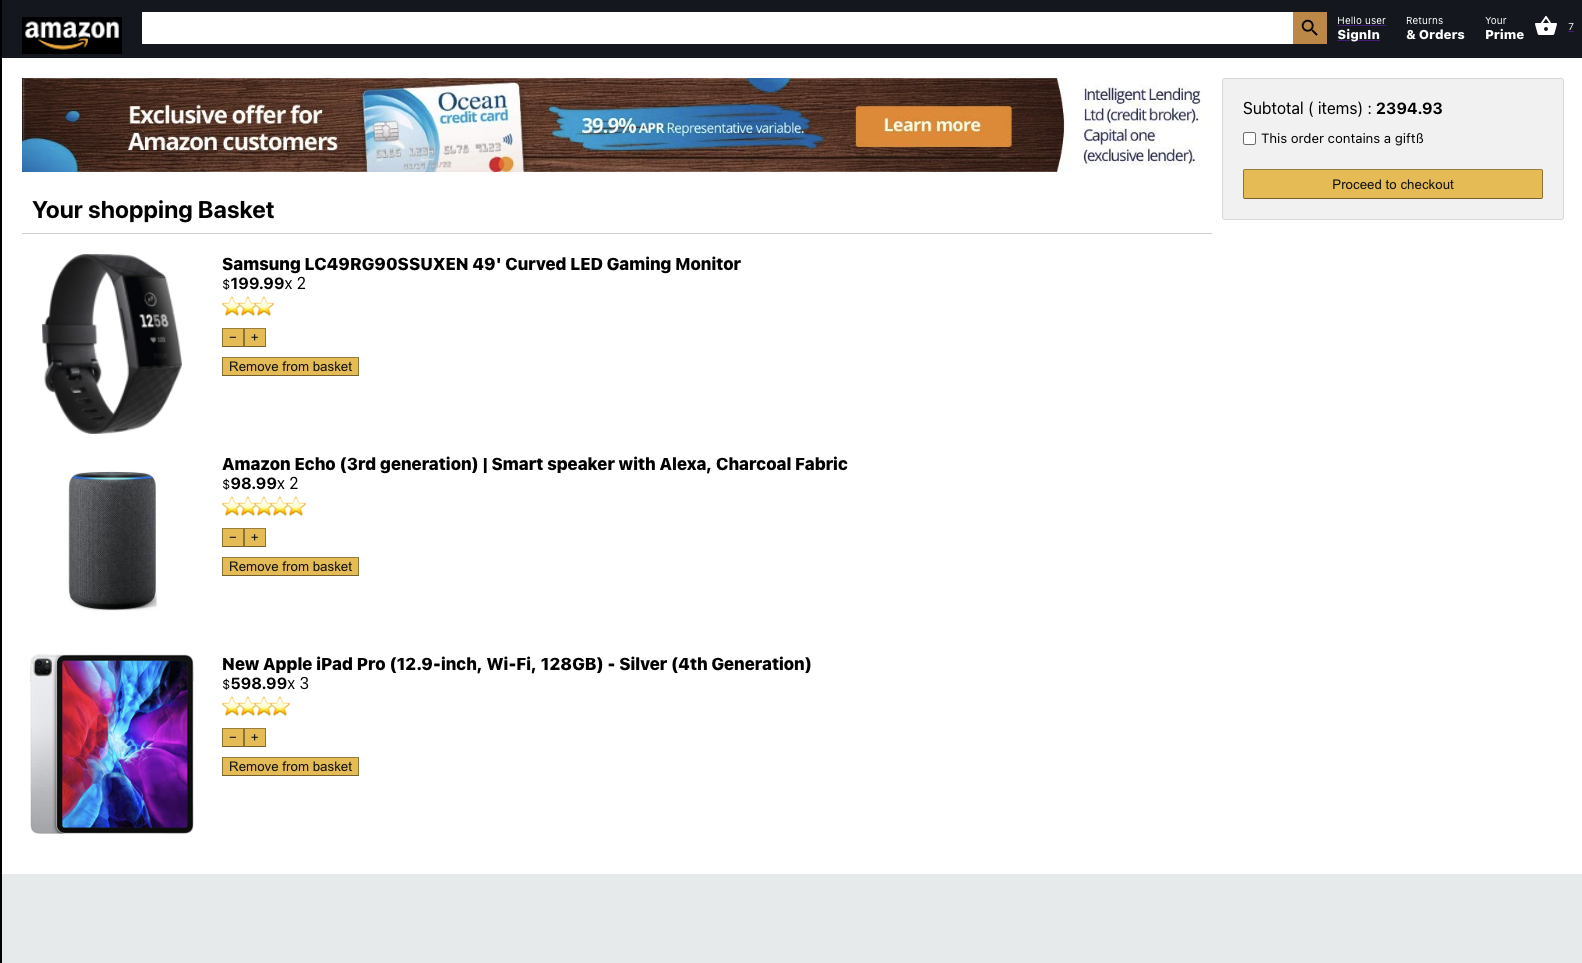 amazon
Hello user
SignIn
Returns
& Orders
Your
Prime
7
Exclusive offer for
Amazon customers
Ocean
credit card
39.9% APR Representative variable.
Learn more
Intelligent Lending
Ltd (credit broker).
Capital one
(exclusive lender).
Subtotal ( items) : 2394.93
This order contains a giftß
Proceed to checkout
Your shopping Basket
Samsung LC49RG90SSUXEN 49' Curved LED Gaming Monitor
$199.99x 2
− +
Remove from basket
1258
Amazon Echo (3rd generation) | Smart speaker with Alexa, Charcoal Fabric
$98.99x 2
− +
Remove from basket
New Apple iPad Pro (12.9-inch, Wi-Fi, 128GB) - Silver (4th Generation)
$598.99x 3
− +
Remove from basket